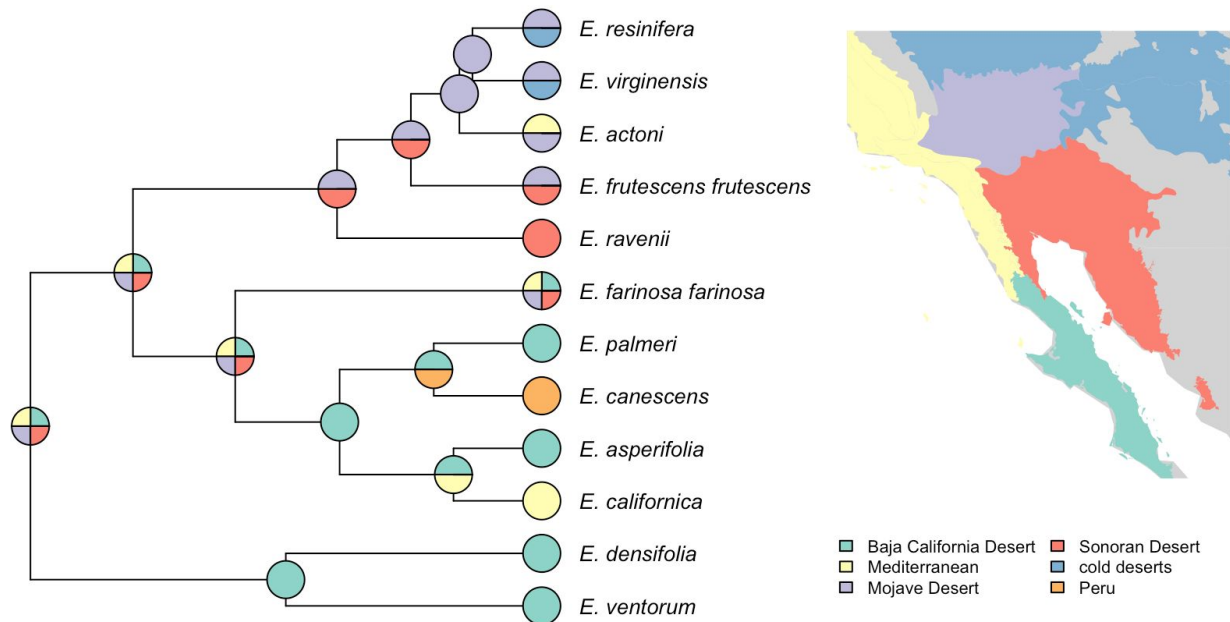 E. resinifera
E. virginensis
E. actoni
E. frutescens frutescens
E. ravenii
E. farinosa farinosa
E. palmeri
E. canescens
E. asperifolia
E. californica
E. densifolia
E. ventorum
Baja California Desert
Mediterranean
Mojave Desert
Sonoran Desert
cold deserts
Peru